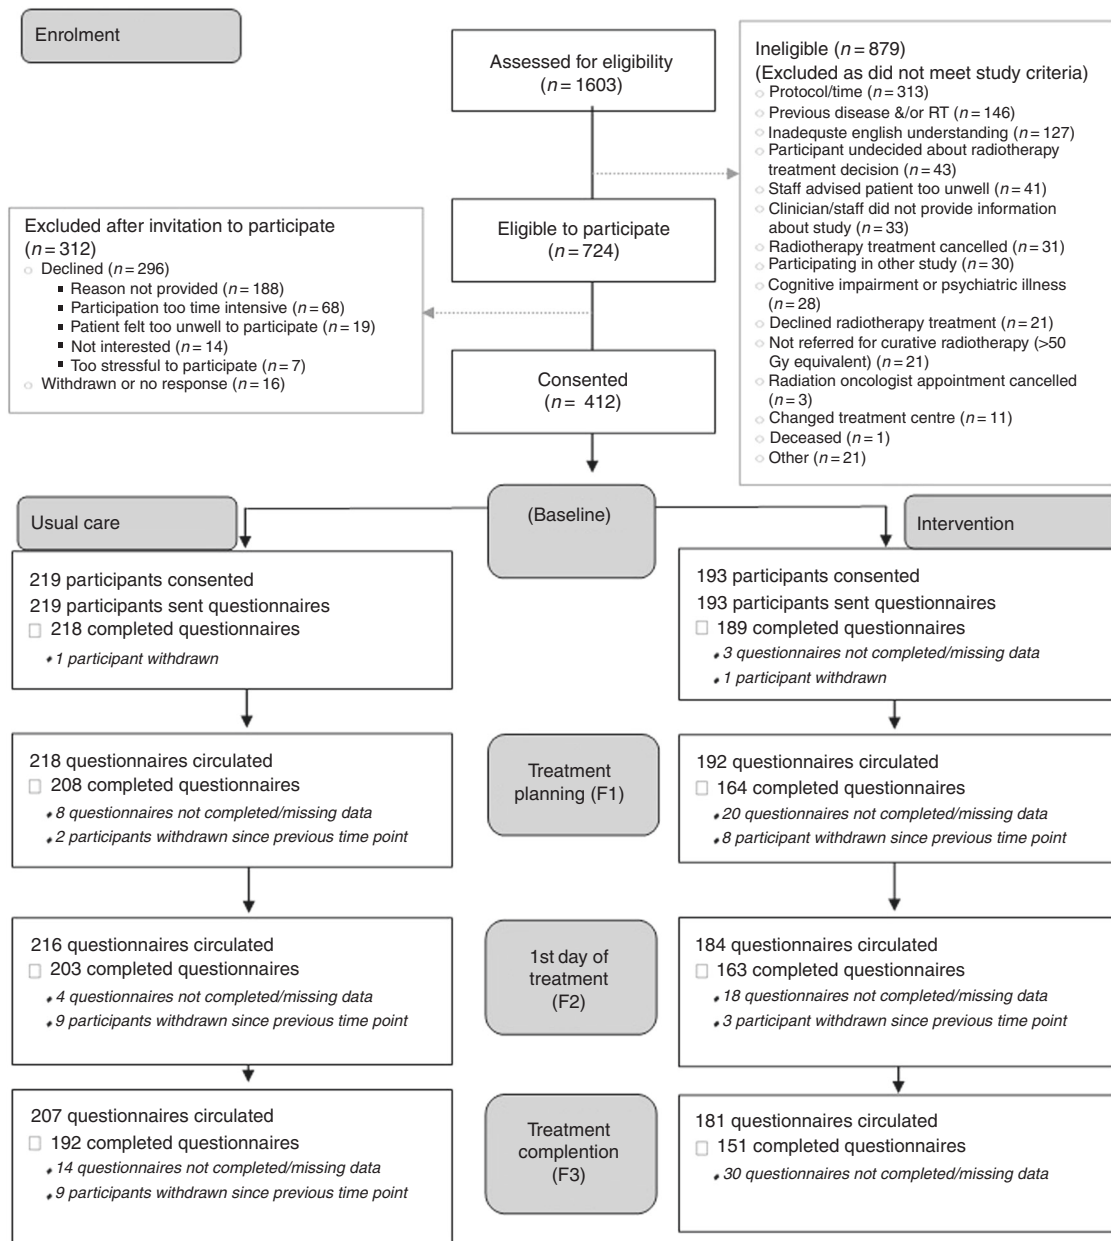 Enrolment
Assessed for eligibility
(n = 1603)
Ineligible (n = 879)
(Excluded as did not meet study criteria)
Protocol/time (n = 313)
Previous disease &/or RT (n = 146)
Inadequste english understanding (n = 127)
Participant undecided about radiotherapy
treatment decision (n = 43)
Staff advised patient too unwell (n = 41)
Clinician/staff did not provide information
about study (n = 33)
Radiotherapy treatment cancelled (n = 31)
Participating in other study (n = 30)
Cognitive impairment or psychiatric illness
(n = 28)
Declined radiotherapy treatment (n = 21)
Not referred for curative radiotherapy (>50
Gy equivalent) (n = 21)
Radiation oncologist appointment cancelled
(n = 3)
Changed treatment centre (n = 11)
Deceased (n = 1)
Other (n = 21)
Eligible to participate
(n = 724)
Excluded after invitation to participate
(n = 312)
Declined (n = 296)
Reason not provided (n = 188)
Participation too time intensive (n = 68)
Patient felt too unwell to participate (n = 19)
Not interested (n = 14)
Too stressful to participate (n = 7)
Withdrawn or no response (n = 16)
Consented
(n = 412)
(Baseline)
Usual care
219 participants consented
219 participants sent questionnaires
218 completed questionnaires
1 participant withdrawn
Intervention
193 participants consented
193 participants sent questionnaires
189 completed questionnaires
3 questionnaires not completed/missing data
1 participant withdrawn
218 questionnaires circulated
208 completed questionnaires
8 questionnaires not completed/missing data
2 participants withdrawn since previous time point
Treatment
planning (F1)
192 questionnaires circulated
164 completed questionnaires
20 questionnaires not completed/missing data
8 participant withdrawn since previous time point
216 questionnaires circulated
203 completed questionnaires
4 questionnaires not completed/missing data
9 participants withdrawn since previous time point
1st day of
treatment
(F2)
184 questionnaires circulated
163 completed questionnaires
18 questionnaires not completed/missing data
3 participant withdrawn since previous time point
207 questionnaires circulated
192 completed questionnaires
14 questionnaires not completed/missing data
9 participants withdrawn since previous time point
Treatment
complention
(F3)
181 questionnaires circulated
151 completed questionnaires
30 questionnaires not completed/missing data